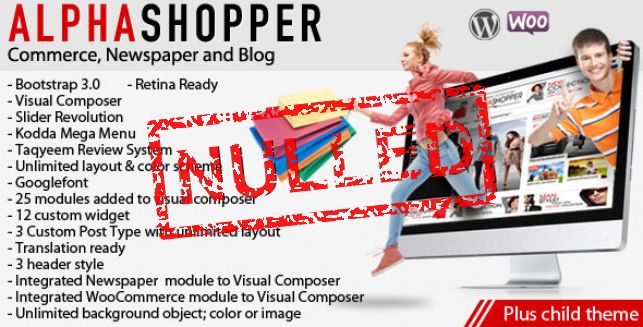 ALPHASHOPPER
Commerce, Newspaper and Blog
WOO
- Bootstrap 3.0 - Retina Ready
- Visual Composer
- Slider Revolution
- Kodda Mega Menu
- Taqyeem Review System
- Unlimited layout & color scheme
- Googlefont
- 25 modules added to visual composer
- 12 custom widget
- 3 Custom Post Type with unlimited layout
- Translation ready
- 3 header style
- Integrated Newspaper module to Visual Composer
- Integrated WooCommerce module to Visual Composer
- Unlimited background object; color or image
NULLED
Plus child theme